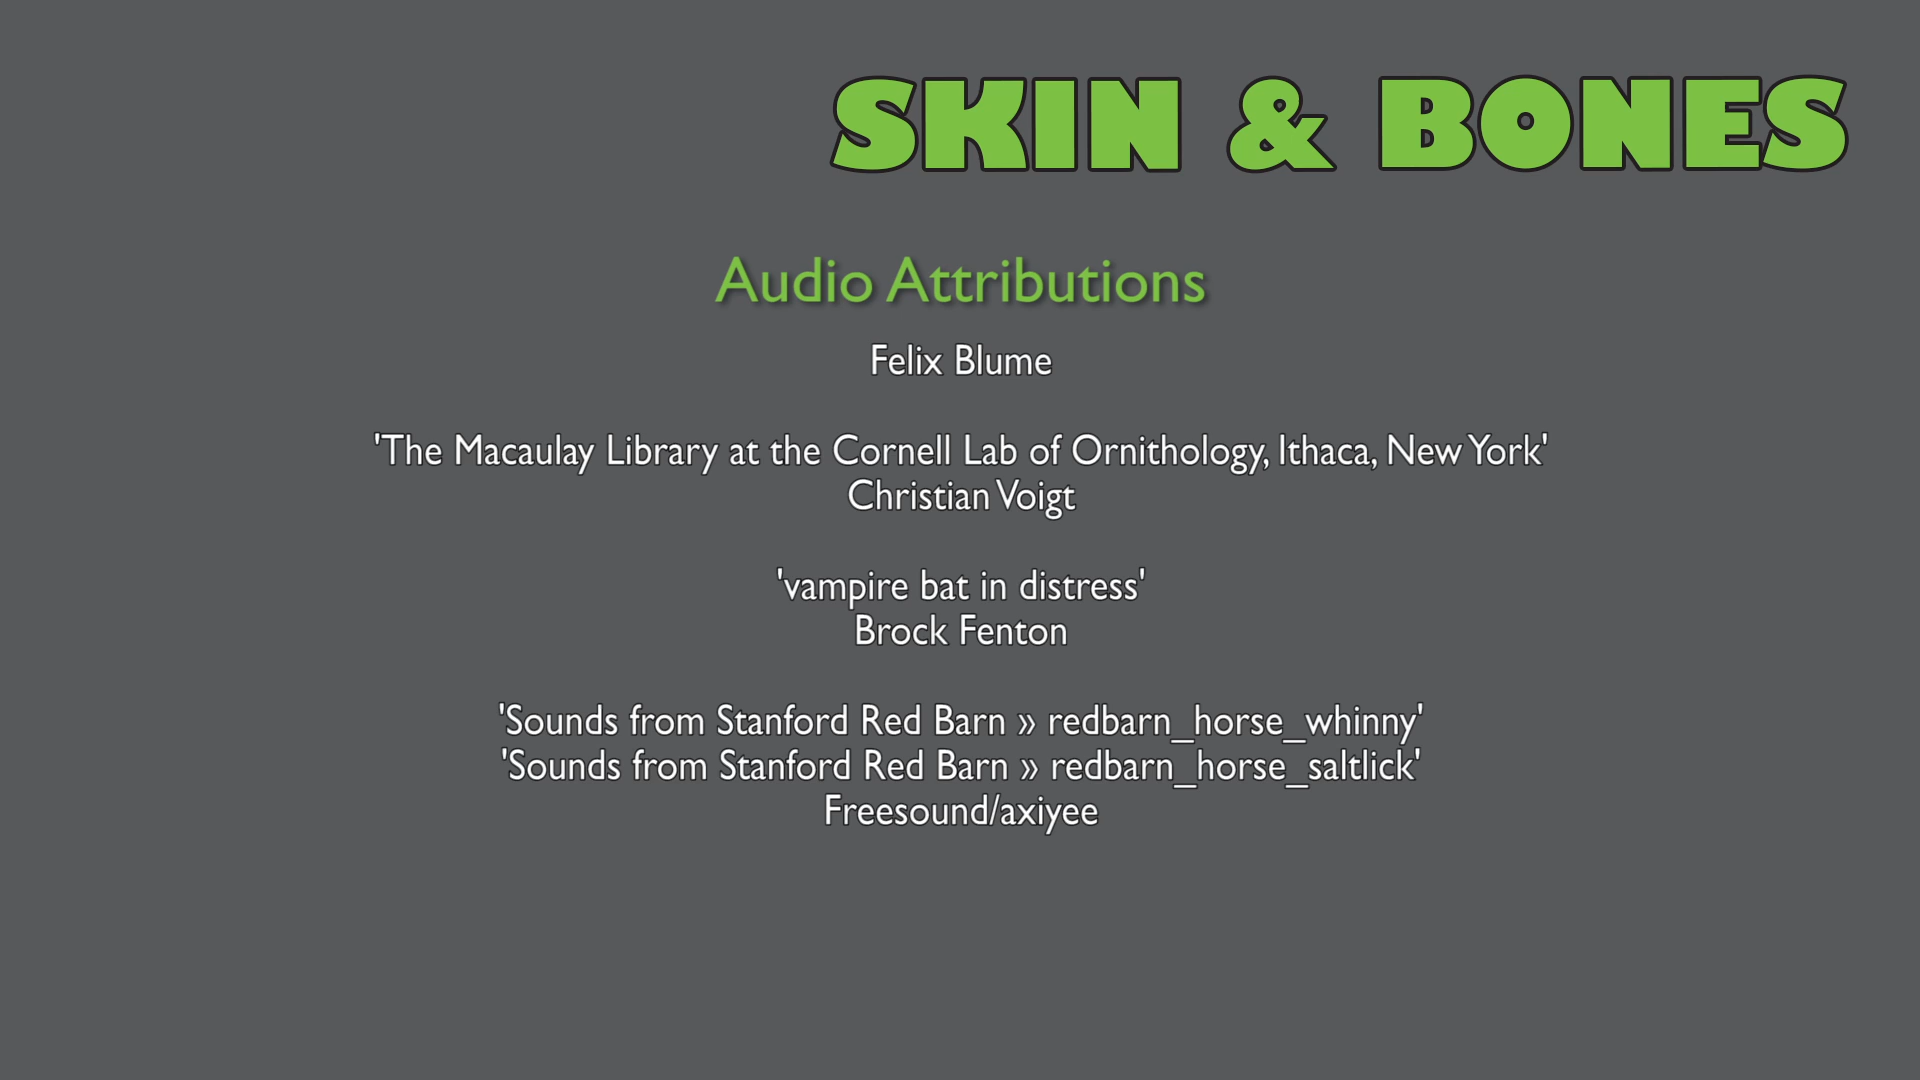 SKIN & BONES
Audio Attributions
Felix Blume
'The Macaulay Library at the Cornell Lab of Ornithology, Ithaca, New York'
Christian Voigt
'vampire bat in distress'
Brock Fenton
'Sounds from Stanford Red Barn » redbarn_horse_whinny'
'Sounds from Stanford Red Barn » redbarn_horse_saltlick'
Freesound/axiyee